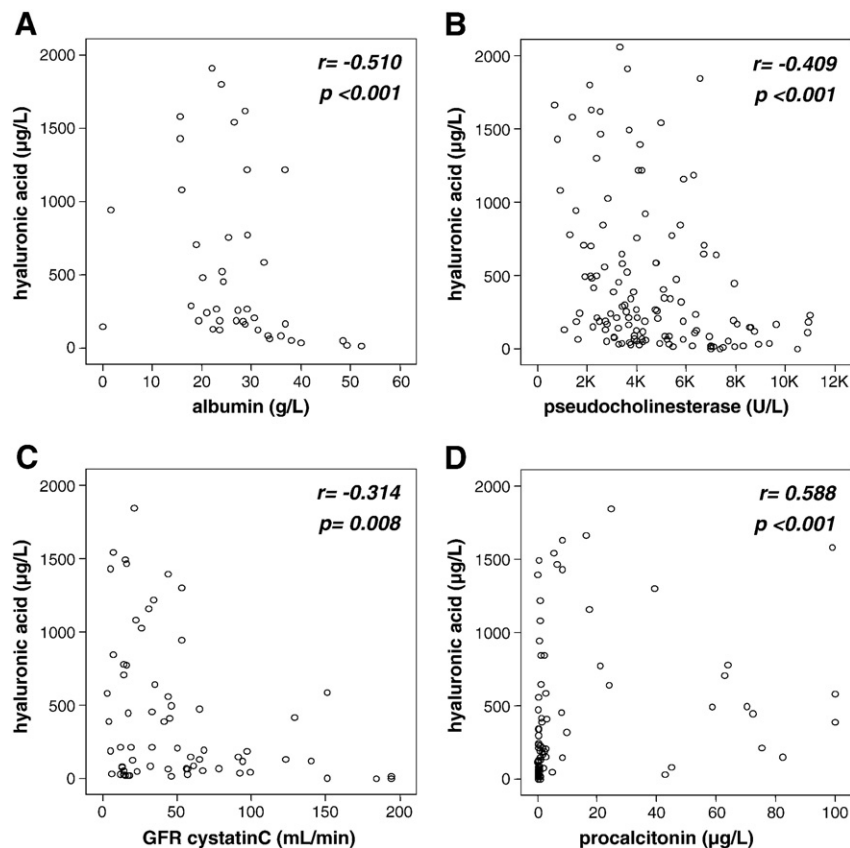 A
r= -0.510
p <0.001
hyaluronic acid (µg/L)
2000
1500
1000
500
0
0 10 20 30 40 50 60
albumin (g/L)
B
r= -0.409
p <0.001
hyaluronic acid (µg/L)
2000
1500
1000
500
0
0 2K 4K 6K 8K 10K 12K
pseudocholinesterase (U/L)
C
r= -0.314
p= 0.008
hyaluronic acid (µg/L)
2000
1500
1000
500
0
0 50 100 150 200
GFR cystatinC (mL/min)
D
r= 0.588
p <0.001
hyaluronic acid (µg/L)
2000
1500
1000
500
0
0 20 40 60 80 100
procalcitonin (µg/L)